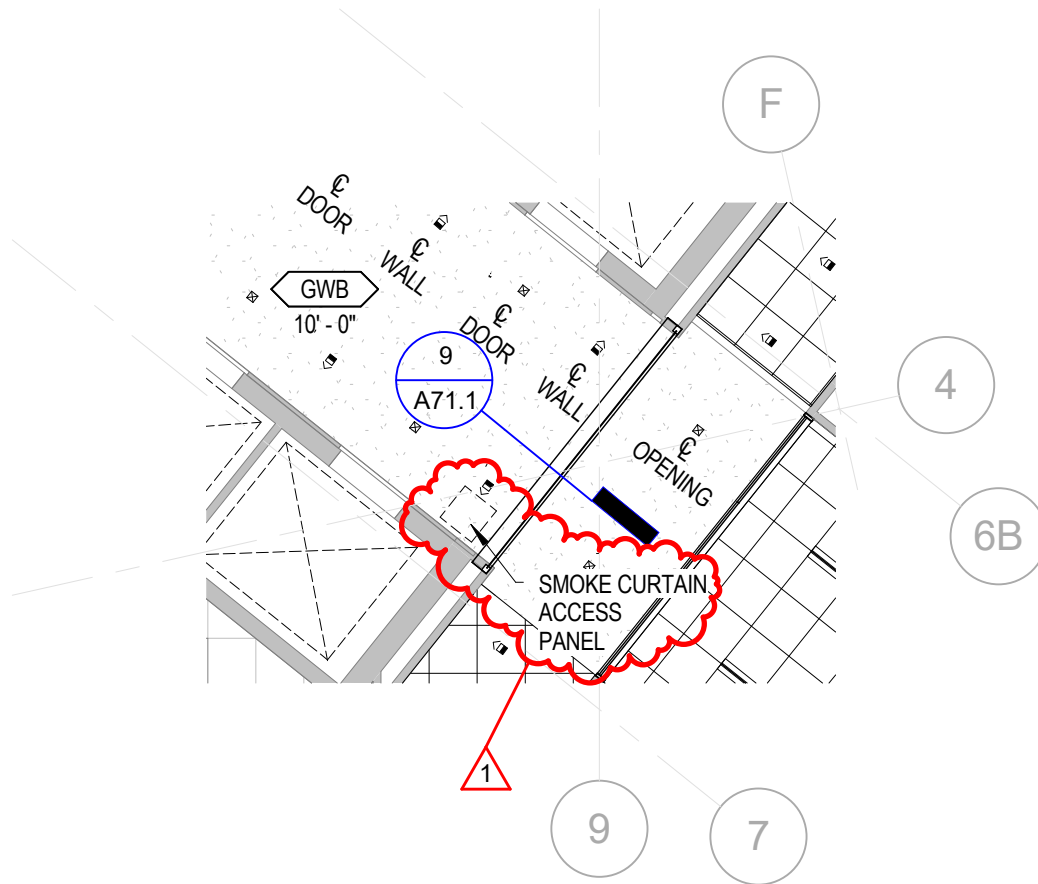 F
℄
DOOR
℄
WALL
GWB
10' - 0"
℄
DOOR
9
A71.1
℄
WALL
4
℄
OPENING
6B
SMOKE CURTAIN
ACCESS
PANEL
1
9
7